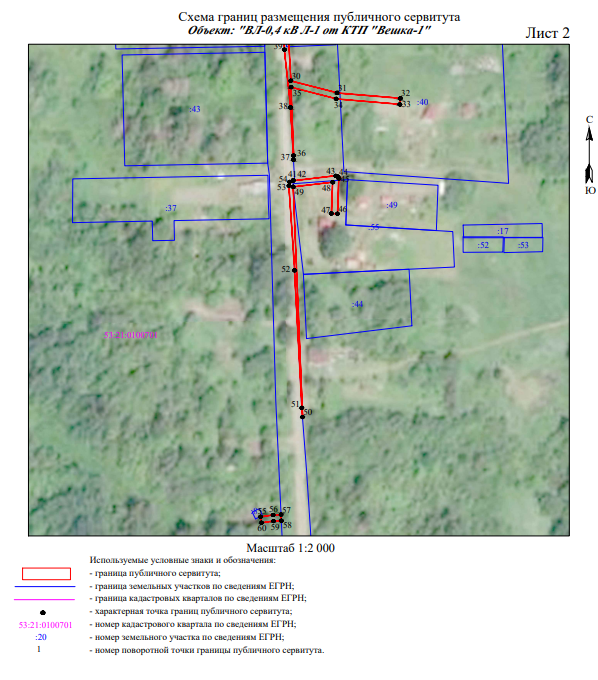 Схема границ размещения публичного сервитута
Объект: "ВЛ-0,4 кВ Л-1 от КТП "Вешка-1"
Лист 2
39
30
31
32
35
34
33
:40
:43
38
С
Ю
36
37
41 42
43
54
53
49
48
:49
:37
47
46
:55
:17
:52
:53
52
:44
53:21:0100701
51
50
55
56
57
60
59
58
Масштаб 1:2 000
Используемые условные знаки и обозначения:
- граница публичного сервитута;
- граница земельных участков по сведениям ЕГРН;
- граница кадастровых кварталов по сведениям ЕГРН;
- характерная точка границ публичного сервитута;
53:21:0100701 - номер кадастрового квартала по сведениям ЕГРН;
:20 - номер земельного участка по сведениям ЕГРН;
1 - номер поворотной точки границы публичного сервитута.